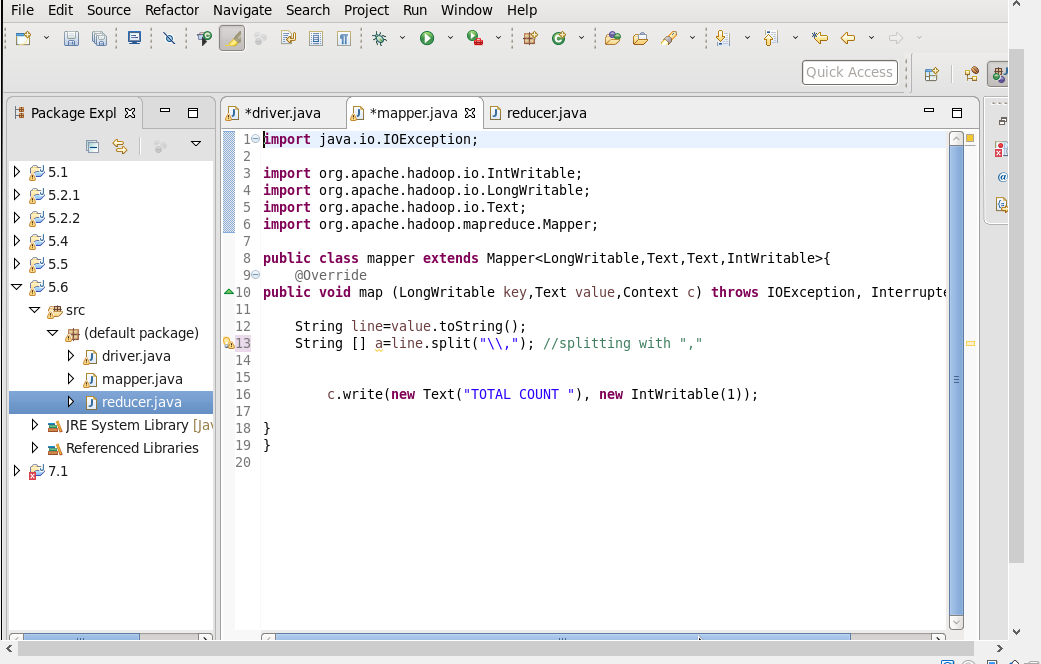 File Edit Source Refactor Navigate Search Project Run Window Help
Quick Access
Package Expl
*driver.java *mapper.java reducer.java
5.1
5.2.1
5.2.2
5.4
5.5
5.6
src
(default package)
driver.java
mapper.java
reducer.java
JRE System Library [Jav
Referenced Libraries
7.1
1 import java.io.IOException;
2
3 import org.apache.hadoop.io.IntWritable;
4 import org.apache.hadoop.io.LongWritable;
5 import org.apache.hadoop.io.Text;
6 import org.apache.hadoop.mapreduce.Mapper;
7
8 public class mapper extends Mapper<LongWritable,Text,Text,IntWritable>{
9     @Override
10 public void map (LongWritable key,Text value,Context c) throws IOException, Interrupte
11
12     String line=value.toString();
13     String [] a=line.split("\\,"); //splitting with ","
14
15
16         c.write(new Text("TOTAL COUNT "), new IntWritable(1));
17
18 }
19 }
20